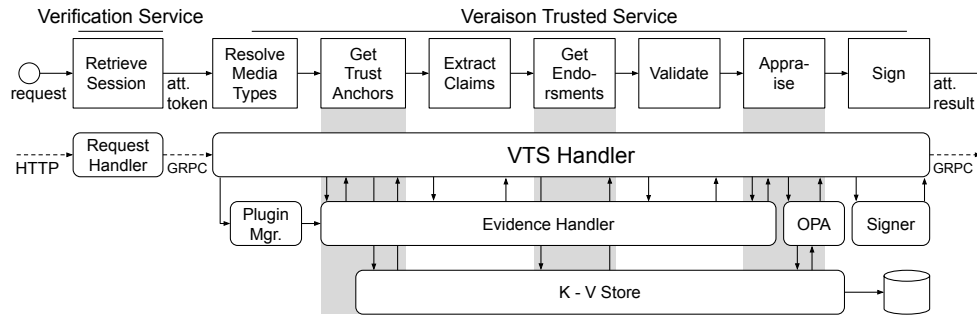 Verification Service
Veraison Trusted Service
Retrieve
Session
Resolve
Media
Types
Get
Trust
Anchors
Extract
Claims
Get
Endo-
rsments
Validate
Apprai-
se
Sign
request
att.
token
att.
result
Request
Handler
VTS Handler
HTTP
GRPC
GRPC
Plugin
Mgr.
Evidence Handler
OPA
Signer
K - V Store